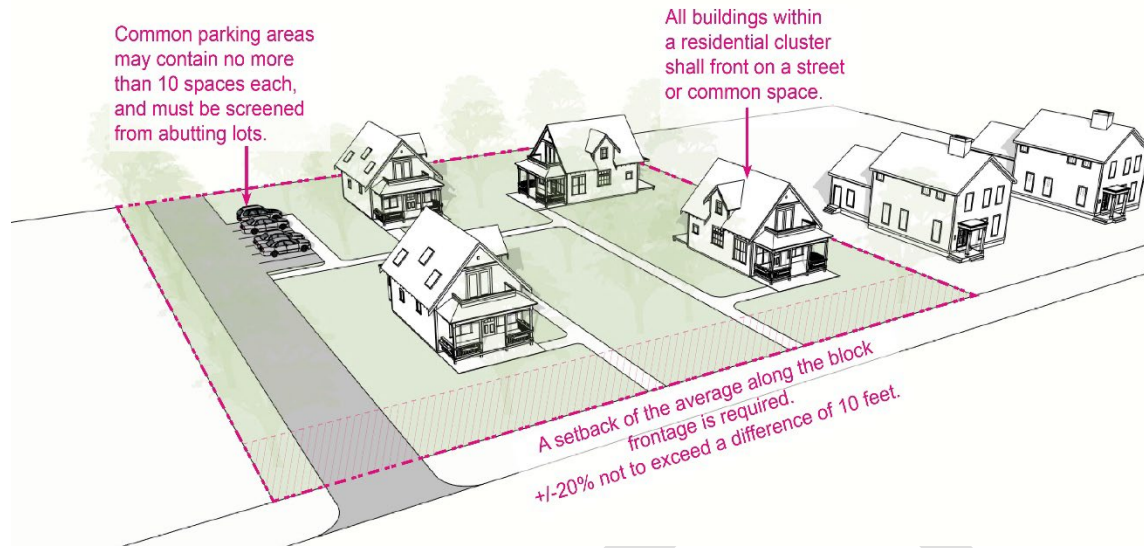 Common parking areas
may contain no more
than 10 spaces each,
and must be screened
from abutting lots.
All buildings within
a residential cluster
shall front on a street
or common space.
A setback of the average along the block
frontage is required.
+/-20% not to exceed a difference of 10 feet.